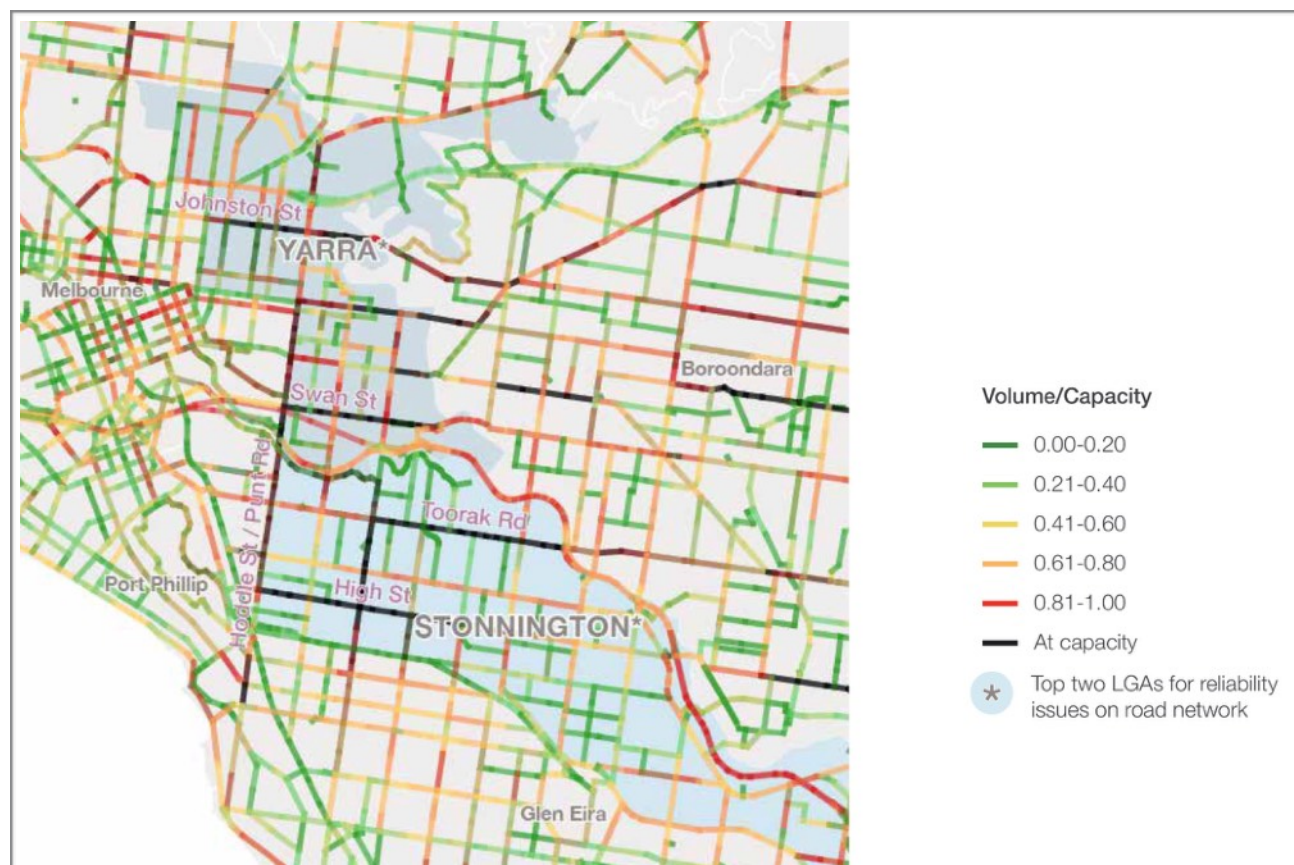 Johnston St
YARRA*
Melbourne
Boroondara
Swan St
Hoddle St / Punt Rd
Toorak Rd
Port Phillip
High St
STONNINGTON*
Glen Eira
Volume/Capacity
0.00-0.20
0.21-0.40
0.41-0.60
0.61-0.80
0.81-1.00
At capacity
* Top two LGAs for reliability
issues on road network